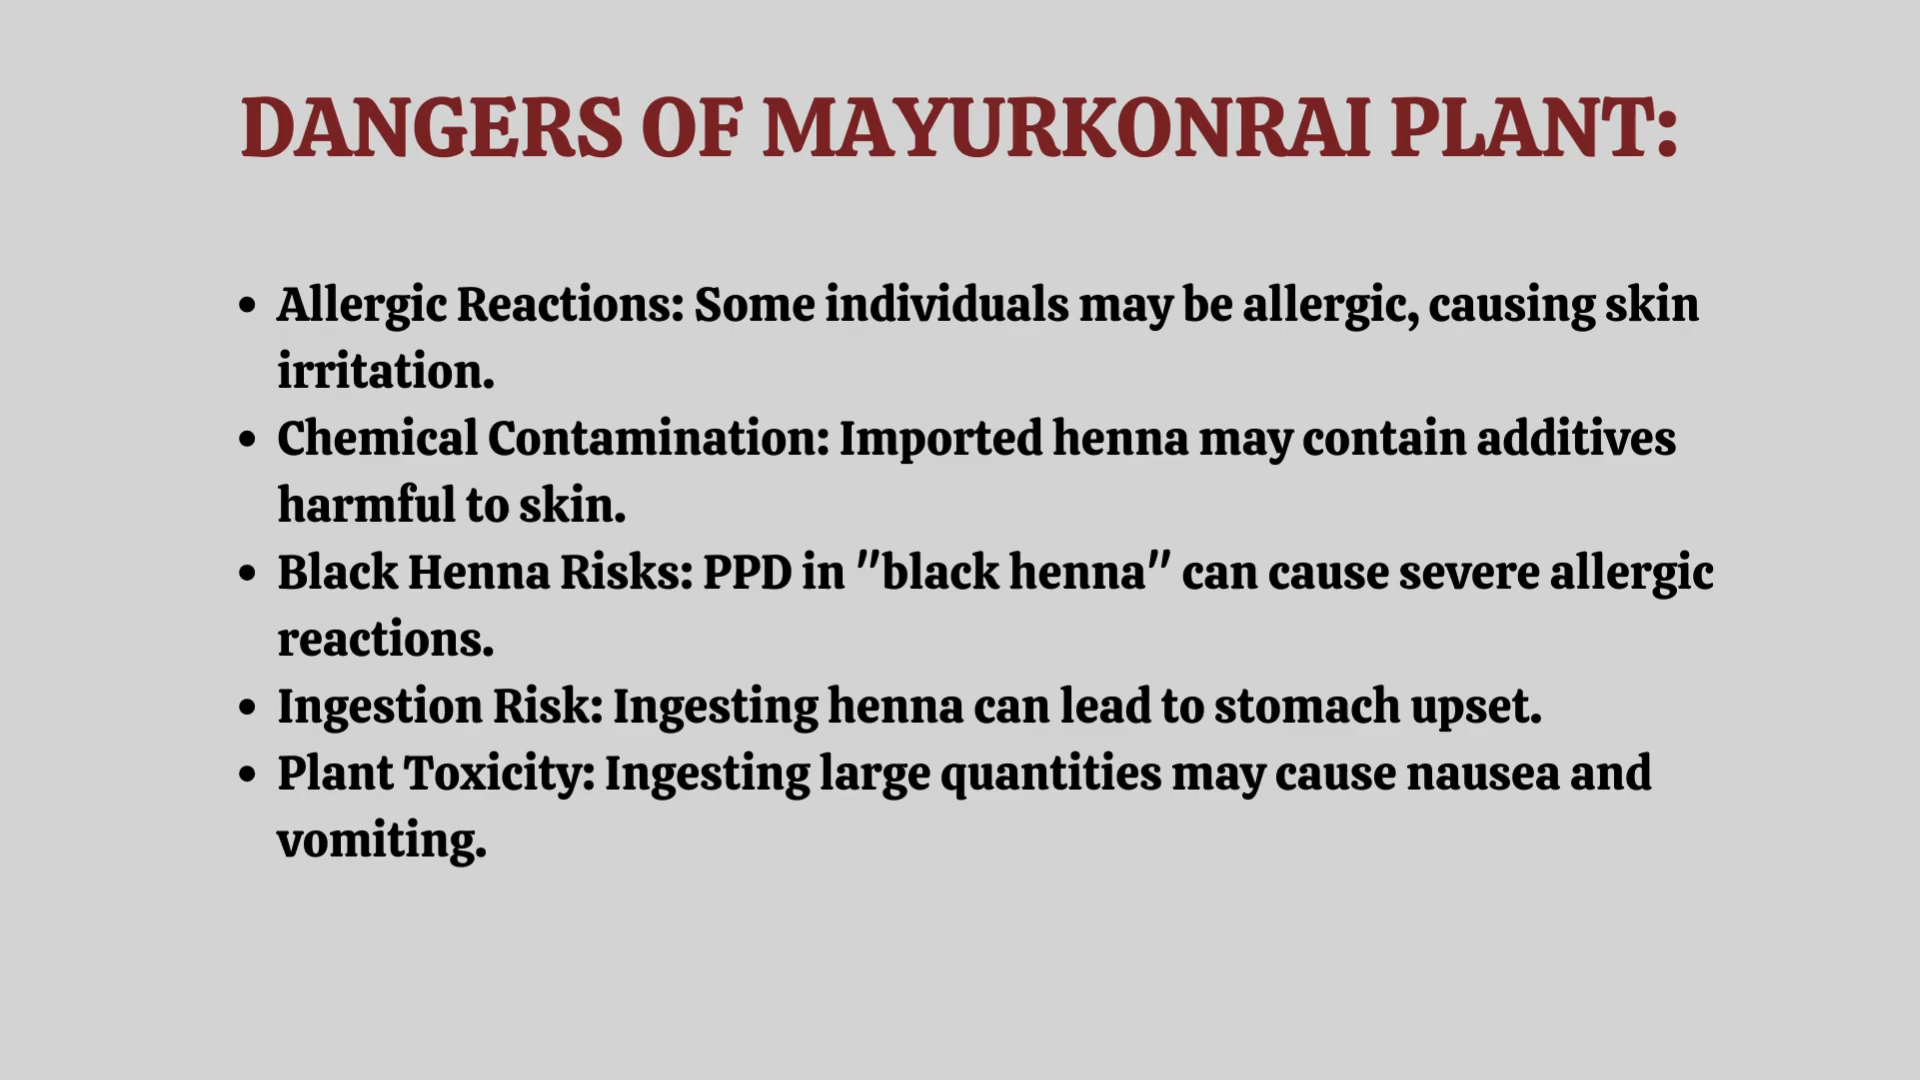 DANGERS OF MAYURKONRAI PLANT:
• Allergic Reactions: Some individuals may be allergic, causing skin
irritation.
• Chemical Contamination: Imported henna may contain additives
harmful to skin.
• Black Henna Risks: PPD in "black henna" can cause severe allergic
reactions.
• Ingestion Risk: Ingesting henna can lead to stomach upset.
• Plant Toxicity: Ingesting large quantities may cause nausea and
vomiting.